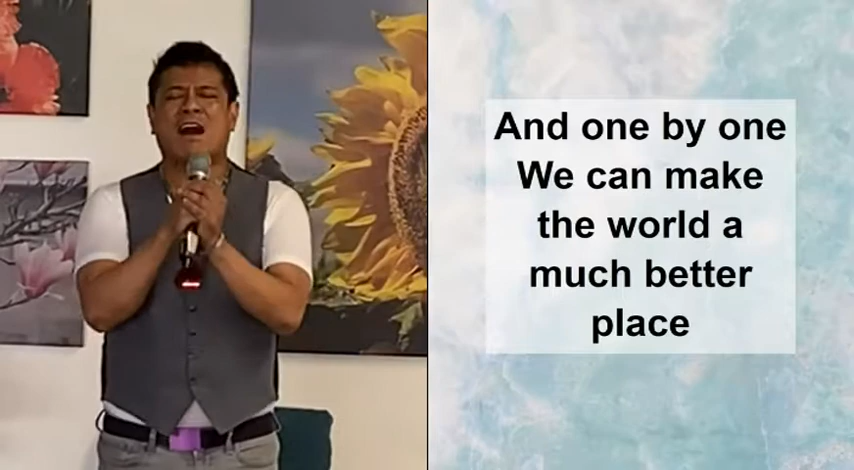 And one by one
We can make
the world a
much better
place